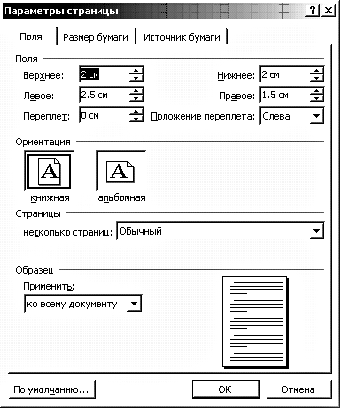 Параметры страницы
Поля Размер бумаги Источник бумаги
Поля
Верхнее: 2 см Нижнее: 2 см
Левое: 2.5 см Правое: 1.5 см
Переплет: 0 см Положение переплета: Слева
Ориентация
A A
книжная альбомная
Страницы
несколько страниц: Обычный
Образец
Применить:
ко всему документу
По умолчанию... ОК Отмена